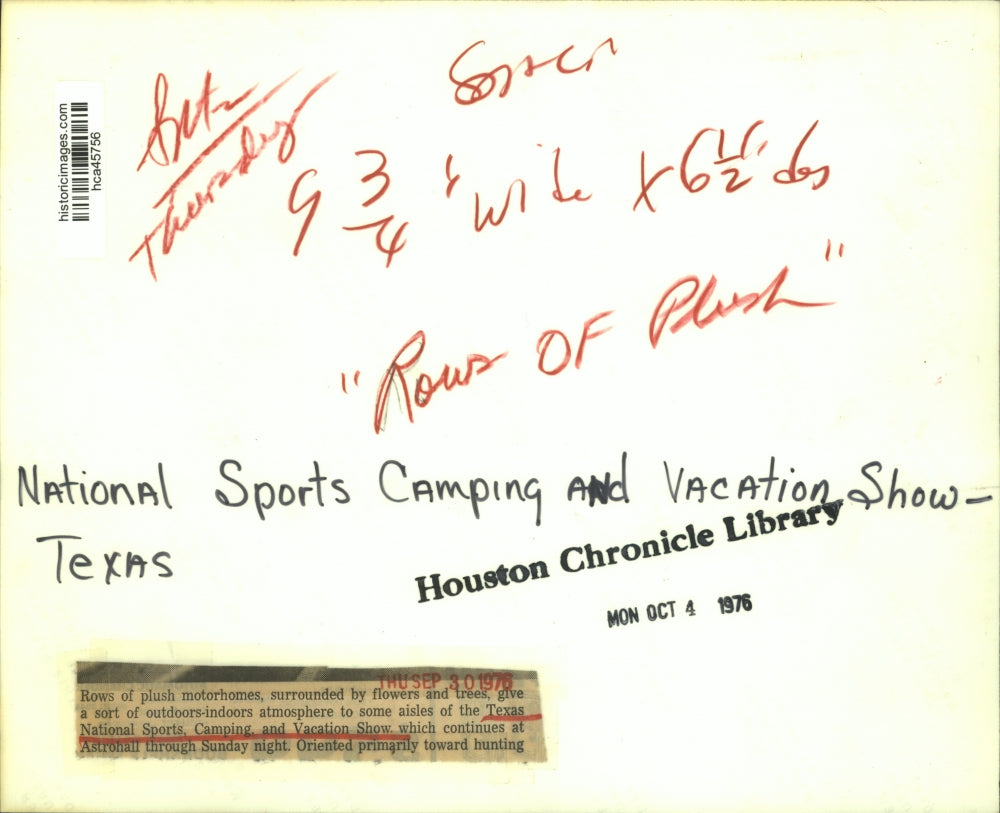 historicimages.com
hca45756
Thursday
9 3/4" wide x 6 1/2"
"Rows OF Plush"
National Sports Camping and Vacation Show-
Texas
Houston Chronicle Library
MON OCT 4 1976
THU SEP 30 1976
Rows of plush motorhomes, surrounded by flowers and trees, give
a sort of outdoors-indoors atmosphere to some aisles of the Texas
National Sports, Camping, and Vacation Show which continues at
Astrohall through Sunday night. Oriented primarily toward hunting